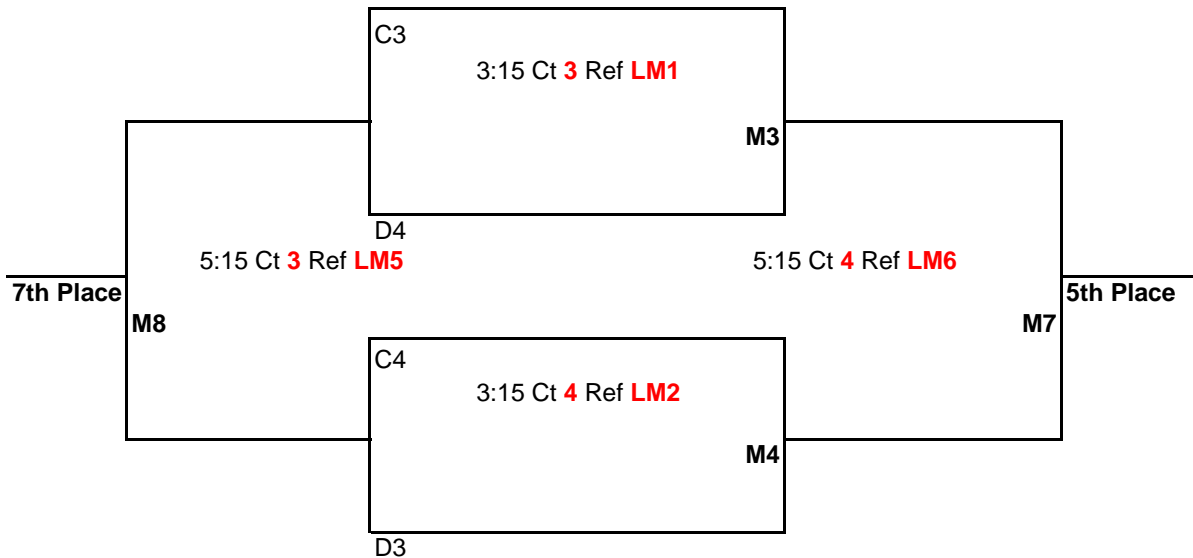 C3
3:15 Ct 3 Ref LM1
M3
D4
5:15 Ct 3 Ref LM5
5:15 Ct 4 Ref LM6
7th Place
5th Place
M8
M7
C4
3:15 Ct 4 Ref LM2
M4
D3